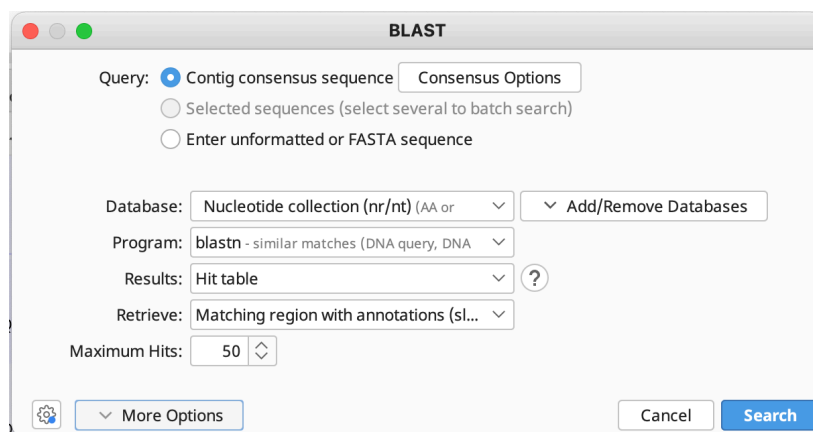 BLAST
Query: Contig consensus sequence Consensus Options
Selected sequences (select several to batch search)
Enter unformatted or FASTA sequence
Database: Nucleotide collection (nr/nt) (AA or Add/Remove Databases
Program: blastn - similar matches (DNA query, DNA
Results: Hit table ?
Retrieve: Matching region with annotations (sl...
Maximum Hits: 50
More Options Cancel Search